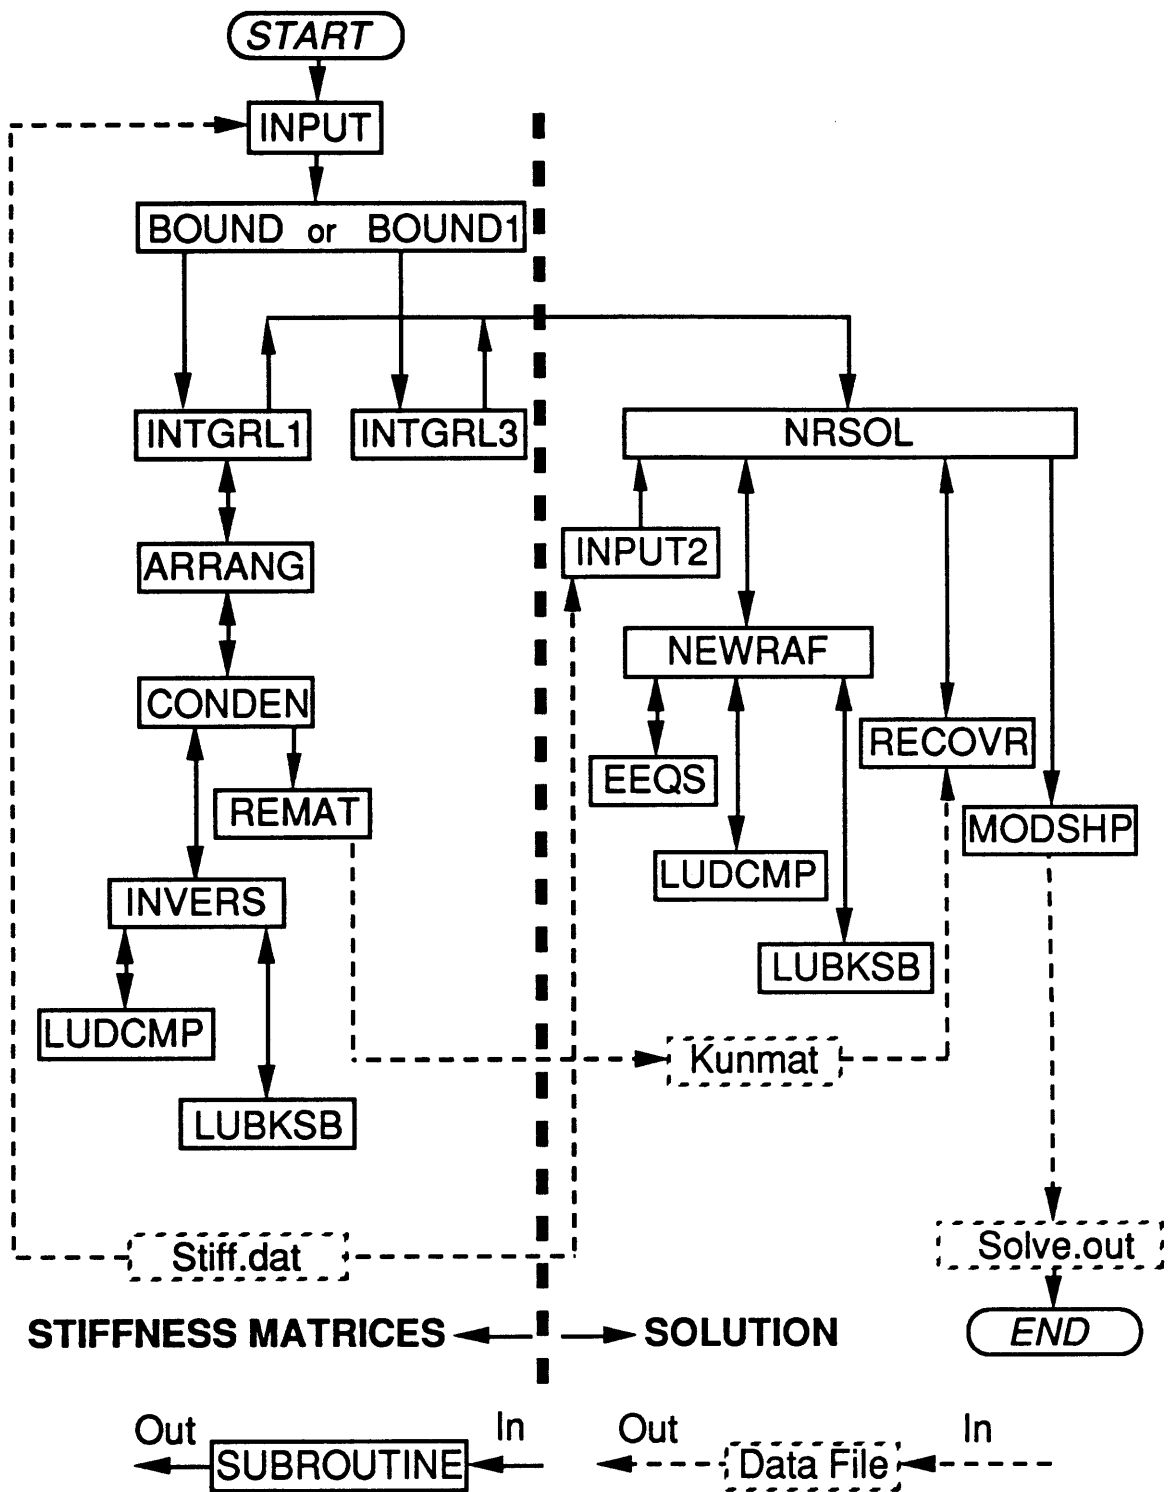 START
INPUT
BOUND or BOUND1
INTGRL1
INTGRL3
NRSOL
INPUT2
ARRANG
NEWRAF
CONDEN
RECOVR
EEQS
REMAT
MODSHP
LUDCMP
INVERS
LUBKSB
LUDCMP
Kunmat
LUBKSB
Stiff.dat
Solve.out
STIFFNESS MATRICES
SOLUTION
END
Out
In
Out
In
SUBROUTINE
Data File